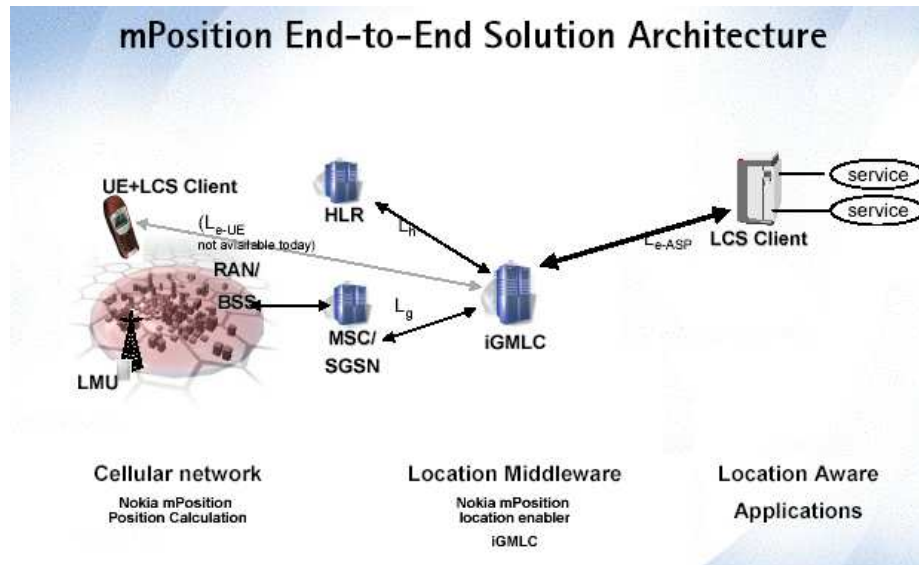 mPosition End-to-End Solution Architecture
UE+LCS Client
(Le-UE
not available today)
RAN/
BSS
LMU
HLR
Lh
MSC/
SGSN
Lg
iGMLC
Le-ASP
LCS Client
service
service
Cellular network
Nokia mPosition
Position Calculation
Location Middleware
Nokia mPosition
location enabler
iGMLC
Location Aware
Applications